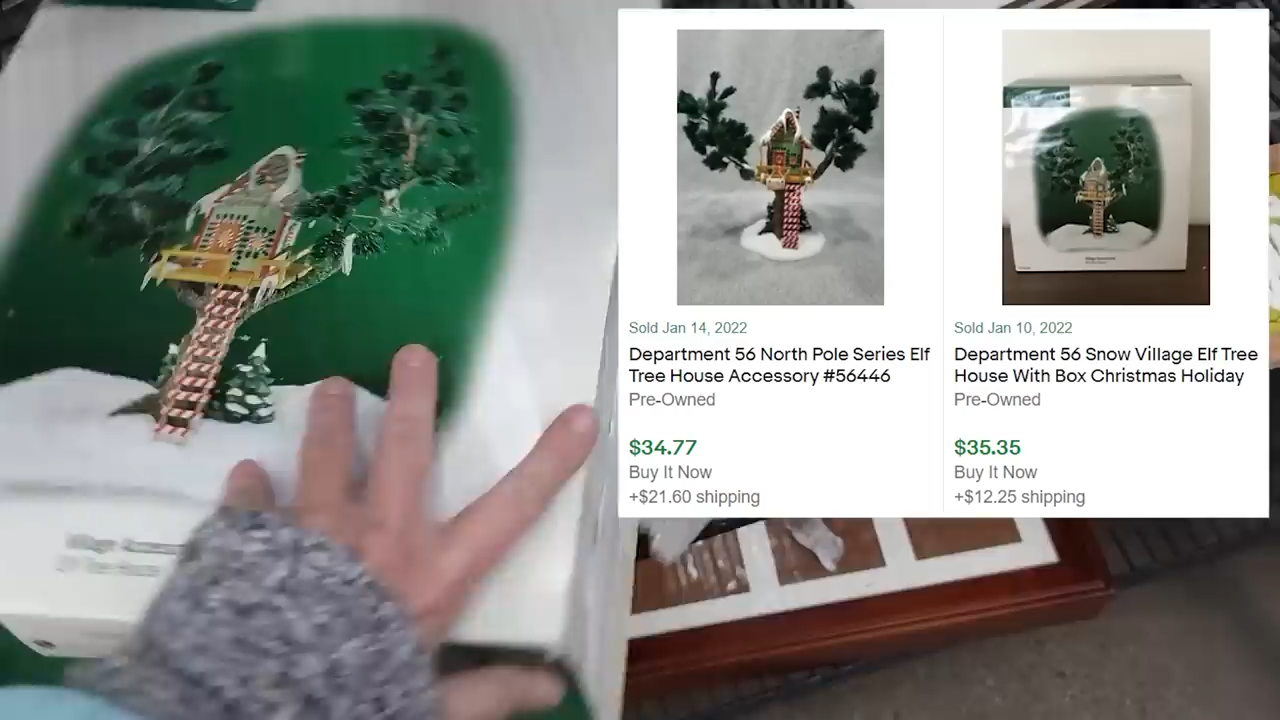 Sold Jan 14, 2022
Department 56 North Pole Series Elf
Tree House Accessory #56446
Pre-Owned
$34.77
Buy It Now
+$21.60 shipping
Sold Jan 10, 2022
Department 56 Snow Village Elf Tree
House With Box Christmas Holiday
Pre-Owned
$35.35
Buy It Now
+$12.25 shipping
Village